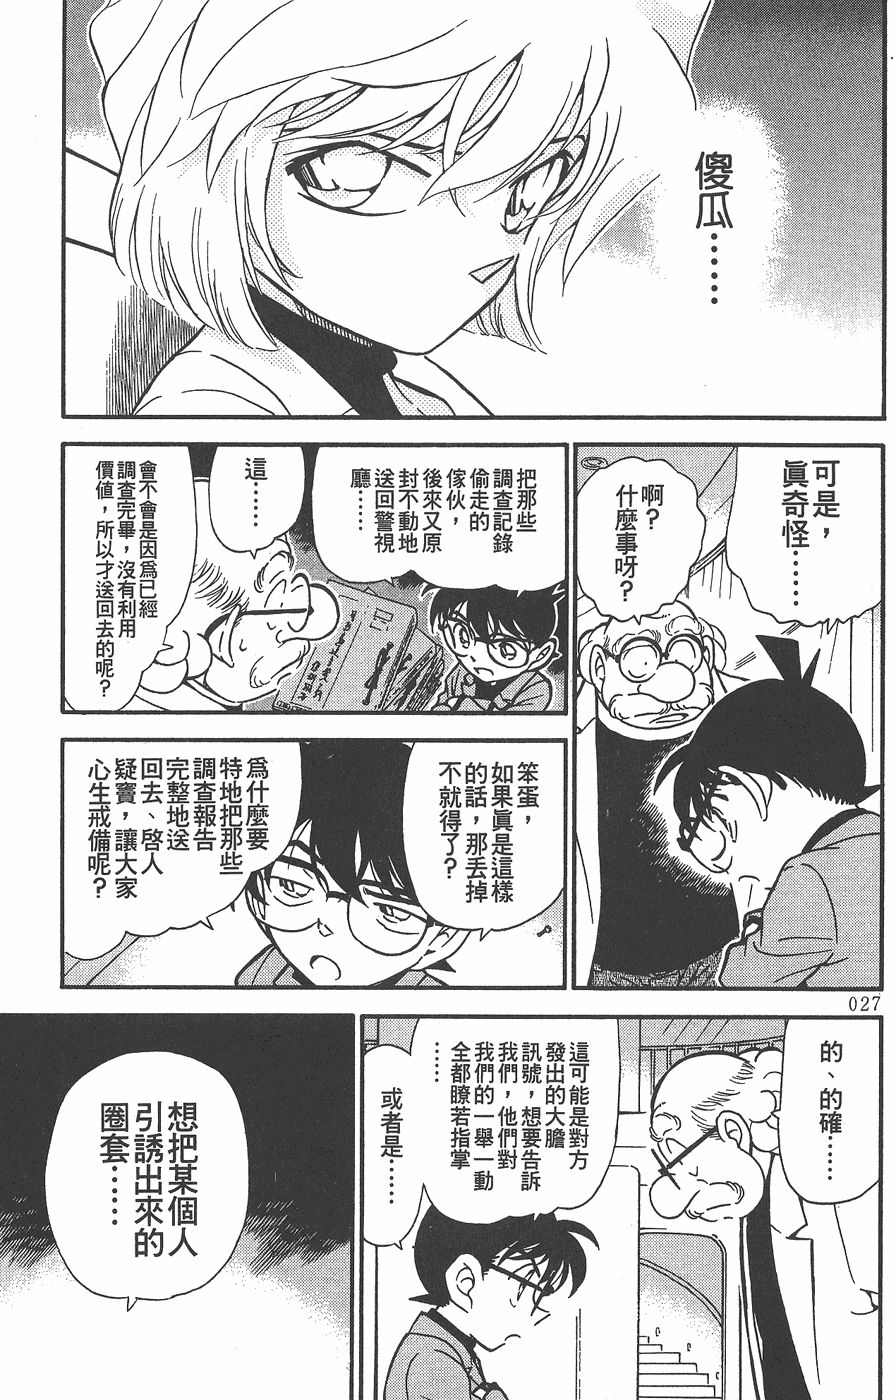 傻瓜……
可是，
眞奇怪……
啊？
什麼事呀？
把那些
調查記錄
偷走的
傢伙，
後來又原
封不動地
送回警視
廳……
這……
會不會是因爲已經
調查完畢，沒有利用
價値，所以才送回去的呢？
笨蛋，
如果眞是這樣
的話，那丟掉
不就得了？
爲什麼要
特地把那些
調查報告
完整地送
回去、啓人
疑竇，讓大家
心生戒備呢？
027
的、的確……
這可能是對方
發出的大膽
訊號，想要告訴
我們，他們對
我們的一舉一動
全都瞭若指掌
……
或者是……
想把某個人
引誘出來的
圈套……